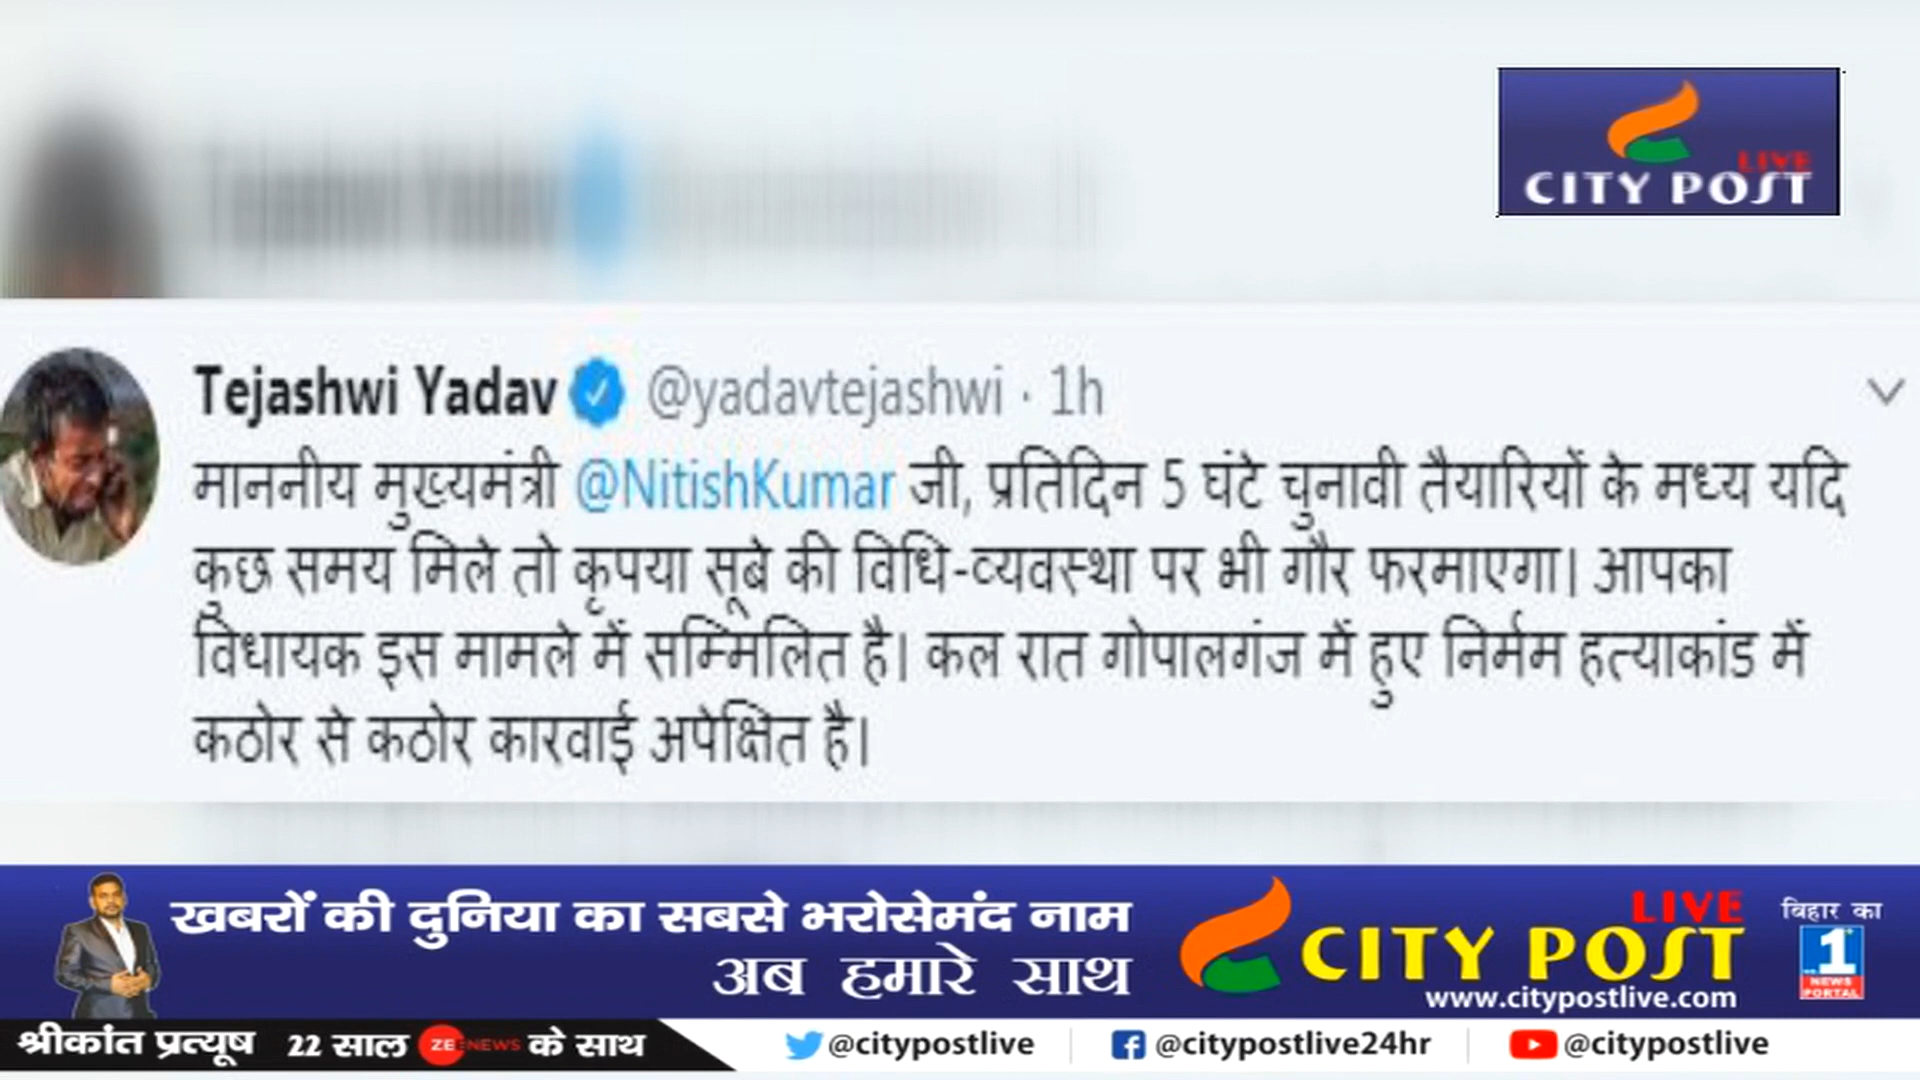 LIVE
CITY POST
Tejashwi Yadav @yadavtejashwi · 1h
माननीय मुख्यमंत्री @NitishKumar जी, प्रतिदिन 5 घंटे चुनावी तैयारियों के मध्य यदि
कुछ समय मिले तो कृपया सूबे की विधि-व्यवस्था पर भी गौर फरमाएगा। आपका
विधायक इस मामले में सम्मिलित है। कल रात गोपालगंज में हुए निर्मम हत्याकांड में
कठोर से कठोर कारवाई अपेक्षित है।
खबरों की दुनिया का सबसे भरोसेमंद नाम
अब हमारे साथ
LIVE
CITY POST
www.citypostlive.com
बिहार का
1
NEWS
PORTAL
श्रीकांत प्रत्यूष 22 साल ZEE NEWS के साथ
@citypostlive
@citypostlive24hr
@citypostlive